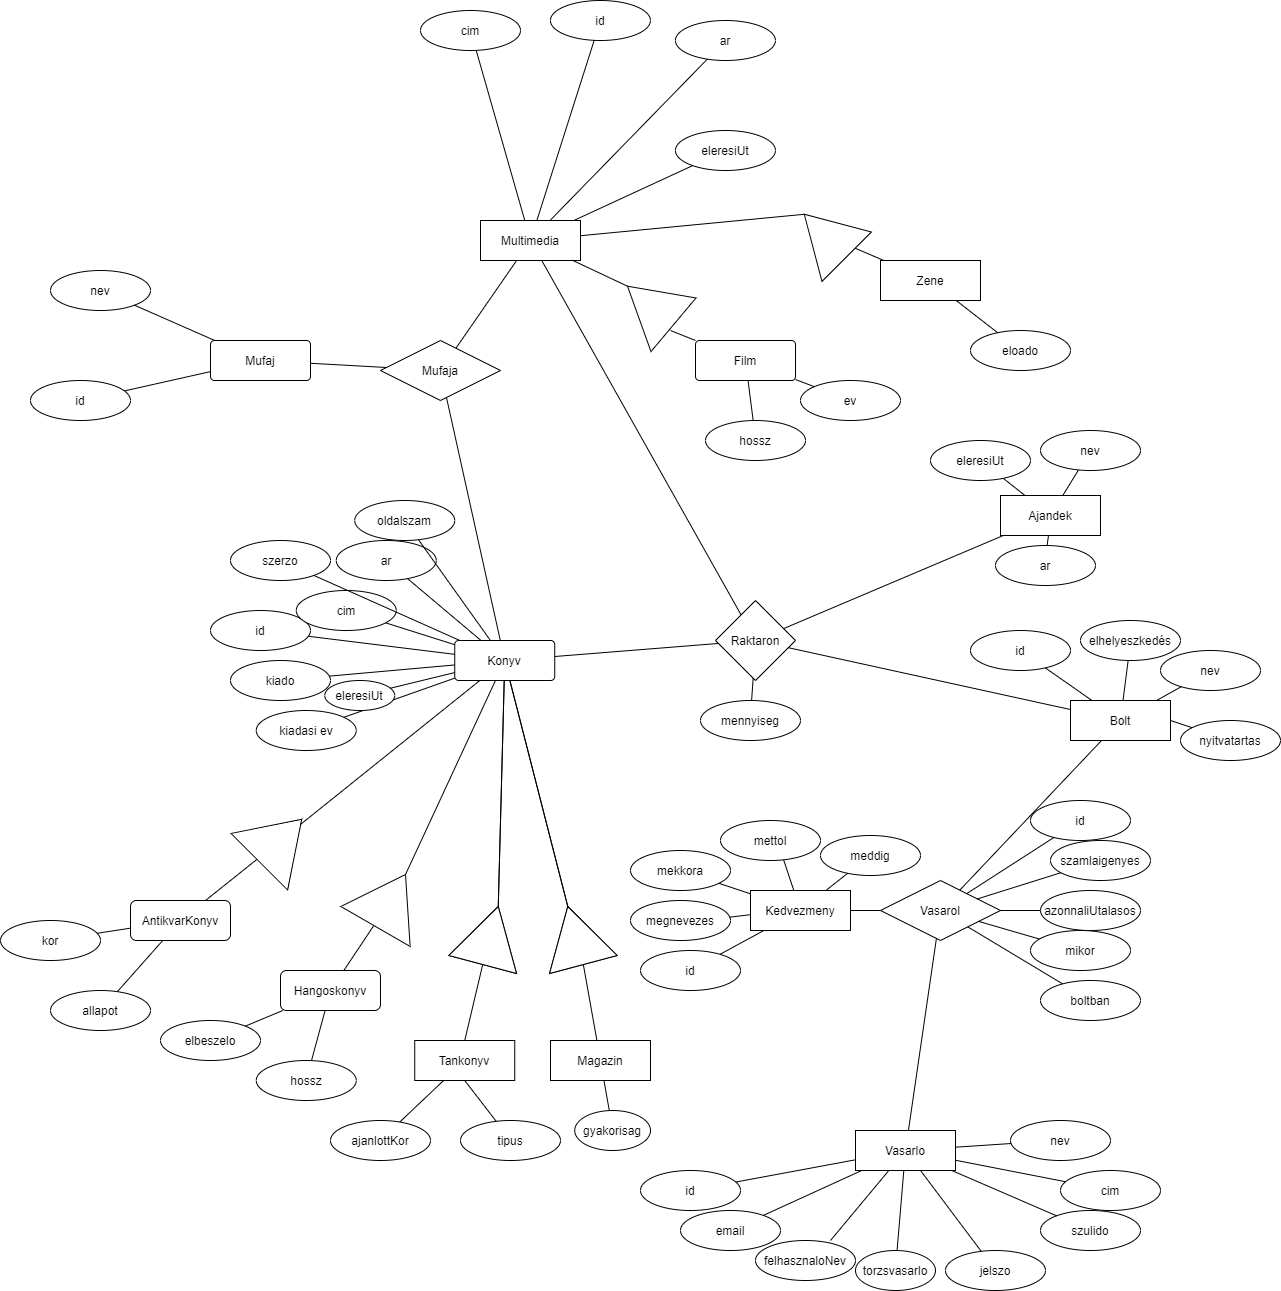 cim
id
ar
eleresiUt
Multimedia
Zene
eloado
nev
Mufaj
id
Mufaja
Film
ev
hossz
eleresiUt
nev
Ajandek
ar
oldalszam
szerzo
ar
cim
id
Konyv
kiado
eleresiUt
kiadasi ev
Raktaron
mennyiseg
id
elhelyeszkedés
nev
Bolt
nyitvatartas
mekkora
mettol
meddig
megnevezes
Kedvezmeny
id
Vasarol
id
szamlaigenyes
azonnaliUtalasos
mikor
boltban
AntikvarKonyv
kor
allapot
Hangoskonyv
elbeszelo
hossz
Tankonyv
Magazin
ajanlottKor
tipus
gyakorisag
Vasarlo
nev
id
cim
email
szulido
felhasznaloNev
torzsvasarlo
jelszo